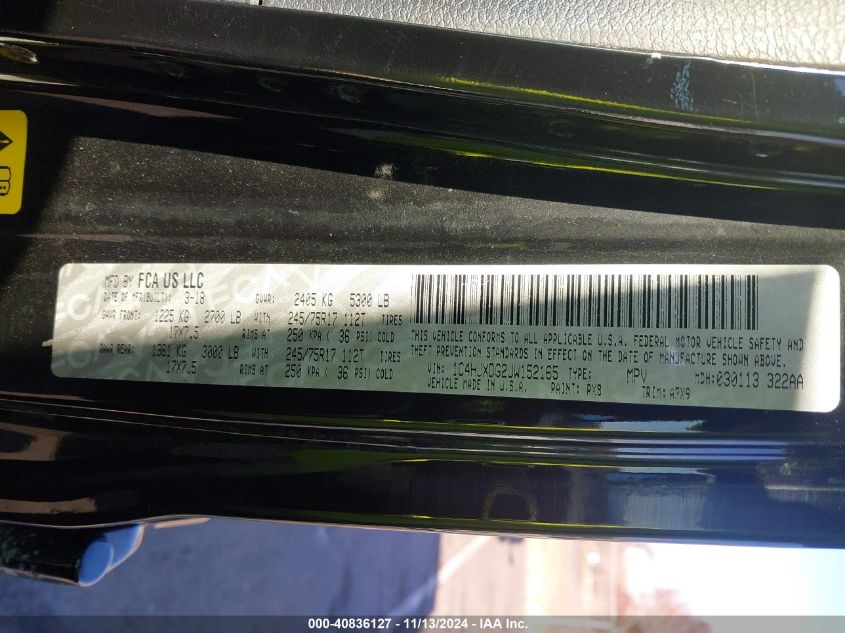 MFD BY FCA US LLC
DATE OF MFR(BUILT) 3-18 GVWR: 2405 KG 5300 LB
GAWR FRONT: 1225 KG 2700 LB WITH 245/75R17 112T TIRES
17X7.5 RIMS AT 250 KPA ( 36 PSI) COLD
GAWR REAR: 1361 KG 3000 LB WITH 245/75R17 112T TIRES
17X7.5 RIMS AT 250 KPA ( 36 PSI) COLD
THIS VEHICLE CONFORMS TO ALL APPLICABLE U.S.A. FEDERAL MOTOR VEHICLE SAFETY AND
THEFT PREVENTION STANDARDS IN EFFECT ON THE DATE OF MANUFACTURE SHOWN ABOVE.
VIN: 1C4HJXDG2JW152165 TYPE: MPV MDH:030113 322AA
VEHICLE MADE IN U.S.A. PAINT: PX8 TRIM: A7X9
000-40836127 - 11/13/2024 - IAA Inc.